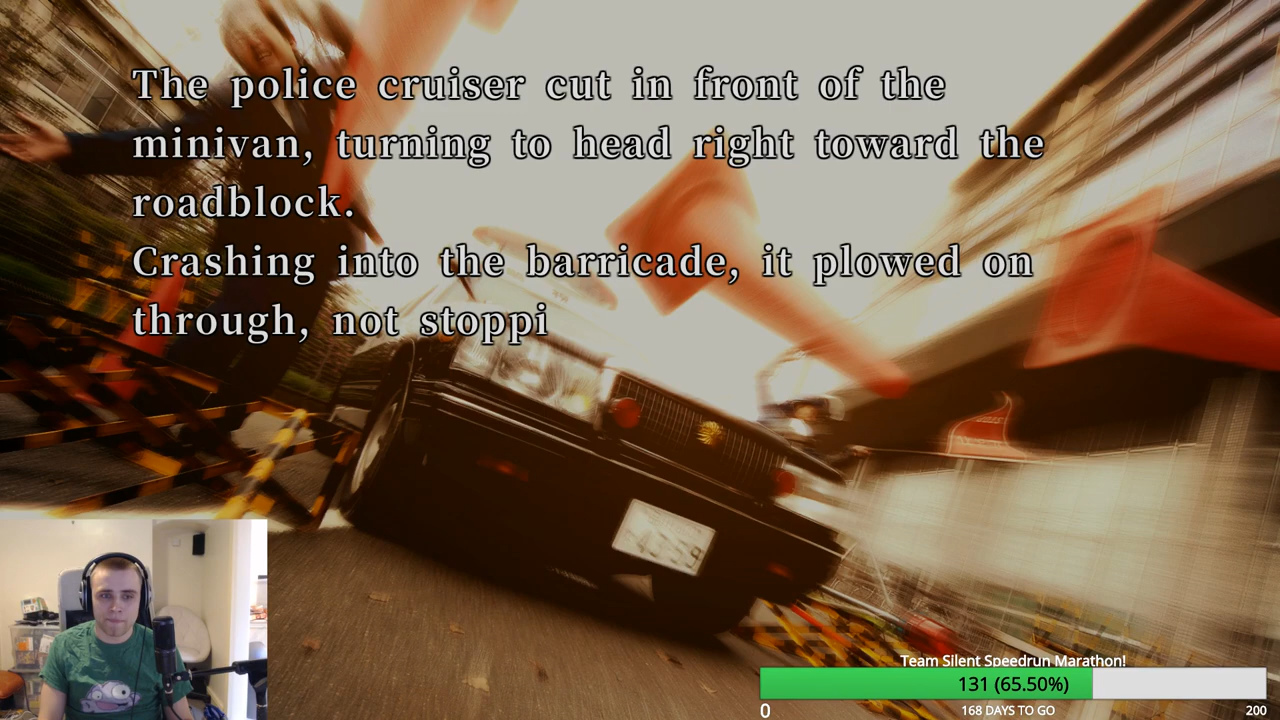 The police cruiser cut in front of the
minivan, turning to head right toward the
roadblock.
Crashing into the barricade, it plowed on
through, not stoppi
Team Silent Speedrun Marathon!
131 (65.50%)
0
168 DAYS TO GO
200